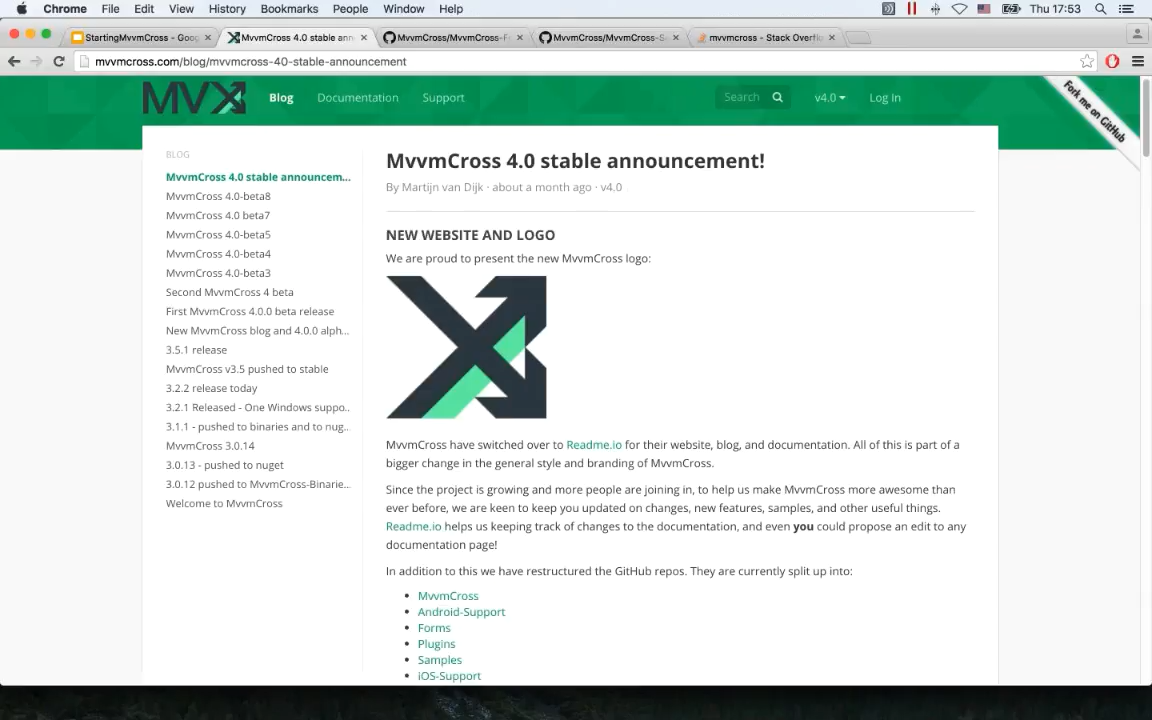 Chrome File Edit View History Bookmarks People Window Help Thu 17:53
StartingMvvmCross - Goog MvvmCross 4.0 stable ann MvvmCross/MvvmCross-F MvvmCross/MvvmCross-S mvvmcross - Stack Overfl
mvvmcross.com/blog/mvvmcross-40-stable-announcement
MVX Blog Documentation Support Search v4.0 Log In
Fork me on GitHub
BLOG
MvvmCross 4.0 stable announcem...
MvvmCross 4.0-beta8
MvvmCross 4.0 beta7
MvvmCross 4.0-beta5
MvvmCross 4.0-beta4
MvvmCross 4.0-beta3
Second MvvmCross 4 beta
First MvvmCross 4.0.0 beta release
New MvvmCross blog and 4.0.0 alph...
3.5.1 release
MvvmCross v3.5 pushed to stable
3.2.2 release today
3.2.1 Released - One Windows suppo..
3.1.1 - pushed to binaries and to nug...
MvvmCross 3.0.14
3.0.13 - pushed to nuget
3.0.12 pushed to MvvmCross-Binarie...
Welcome to MvvmCross
MvvmCross 4.0 stable announcement!
By Martijn van Dijk · about a month ago · v4.0
NEW WEBSITE AND LOGO
We are proud to present the new MvvmCross logo:
MvvmCross have switched over to Readme.io for their website, blog, and documentation. All of this is part of a
bigger change in the general style and branding of MvvmCross.
Since the project is growing and more people are joining in, to help us make MvvmCross more awesome than
ever before, we are keen to keep you updated on changes, new features, samples, and other useful things.
Readme.io helps us keeping track of changes to the documentation, and even you could propose an edit to any
documentation page!
In addition to this we have restructured the GitHub repos. They are currently split up into:
• MvvmCross
• Android-Support
• Forms
• Plugins
• Samples
• iOS-Support